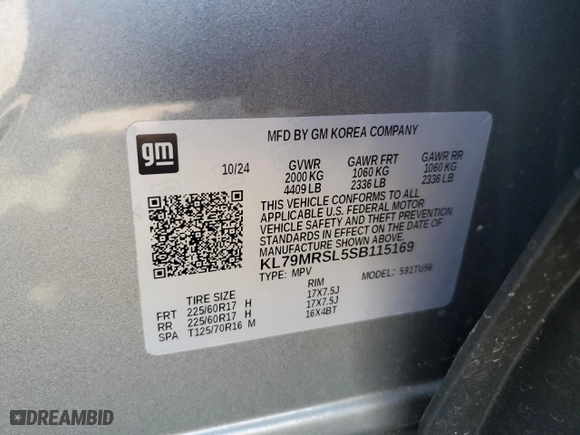 gm
MFD BY GM KOREA COMPANY
10/24 GVWR GAWR FRT GAWR RR
2000 KG 1060 KG 1060 KG
4409 LB 2336 LB 2336 LB
THIS VEHICLE CONFORMS TO ALL
APPLICABLE U.S. FEDERAL MOTOR
VEHICLE SAFETY AND THEFT PREVENTION
STANDARDS IN EFFECT ON THE DATE OF
MANUFACTURE SHOWN ABOVE.
KL79MRSL5SB115169
TYPE: MPV MODEL: 591TU56
TIRE SIZE RIM
FRT 225/60R17 H 17X7.5J
RR 225/60R17 H 17X7.5J
SPA T125/70R16 M 16X4BT
DREAMBID